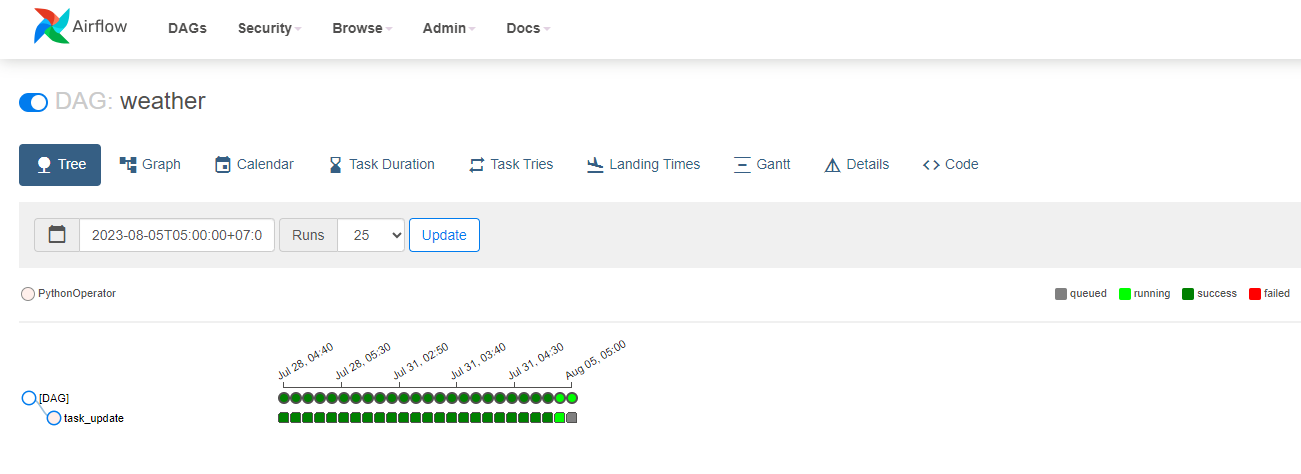 Airflow DAGs Security Browse Admin Docs
DAG: weather
Tree Graph Calendar Task Duration Task Tries Landing Times Gantt Details Code
2023-08-05T05:00:00+07:0 Runs 25 Update
PythonOperator queued running success failed
Jul 28, 04:40 Jul 28, 05:30 Jul 31, 02:50 Jul 31, 03:40 Jul 31, 04:30 Aug 05, 05:00
[DAG]
task_update